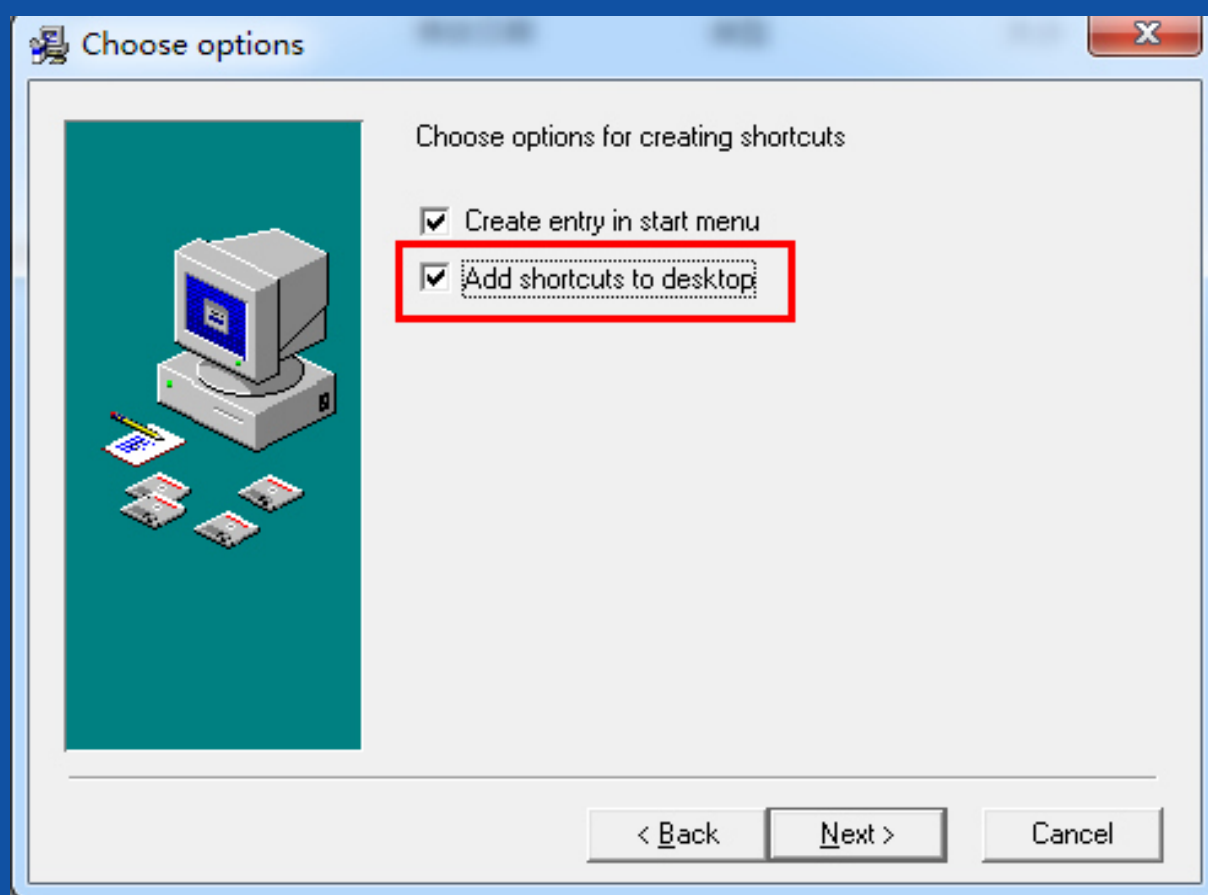 Choose options
Choose options for creating shortcuts
Create entry in start menu
Add shortcuts to desktop
< Back
Next >
Cancel